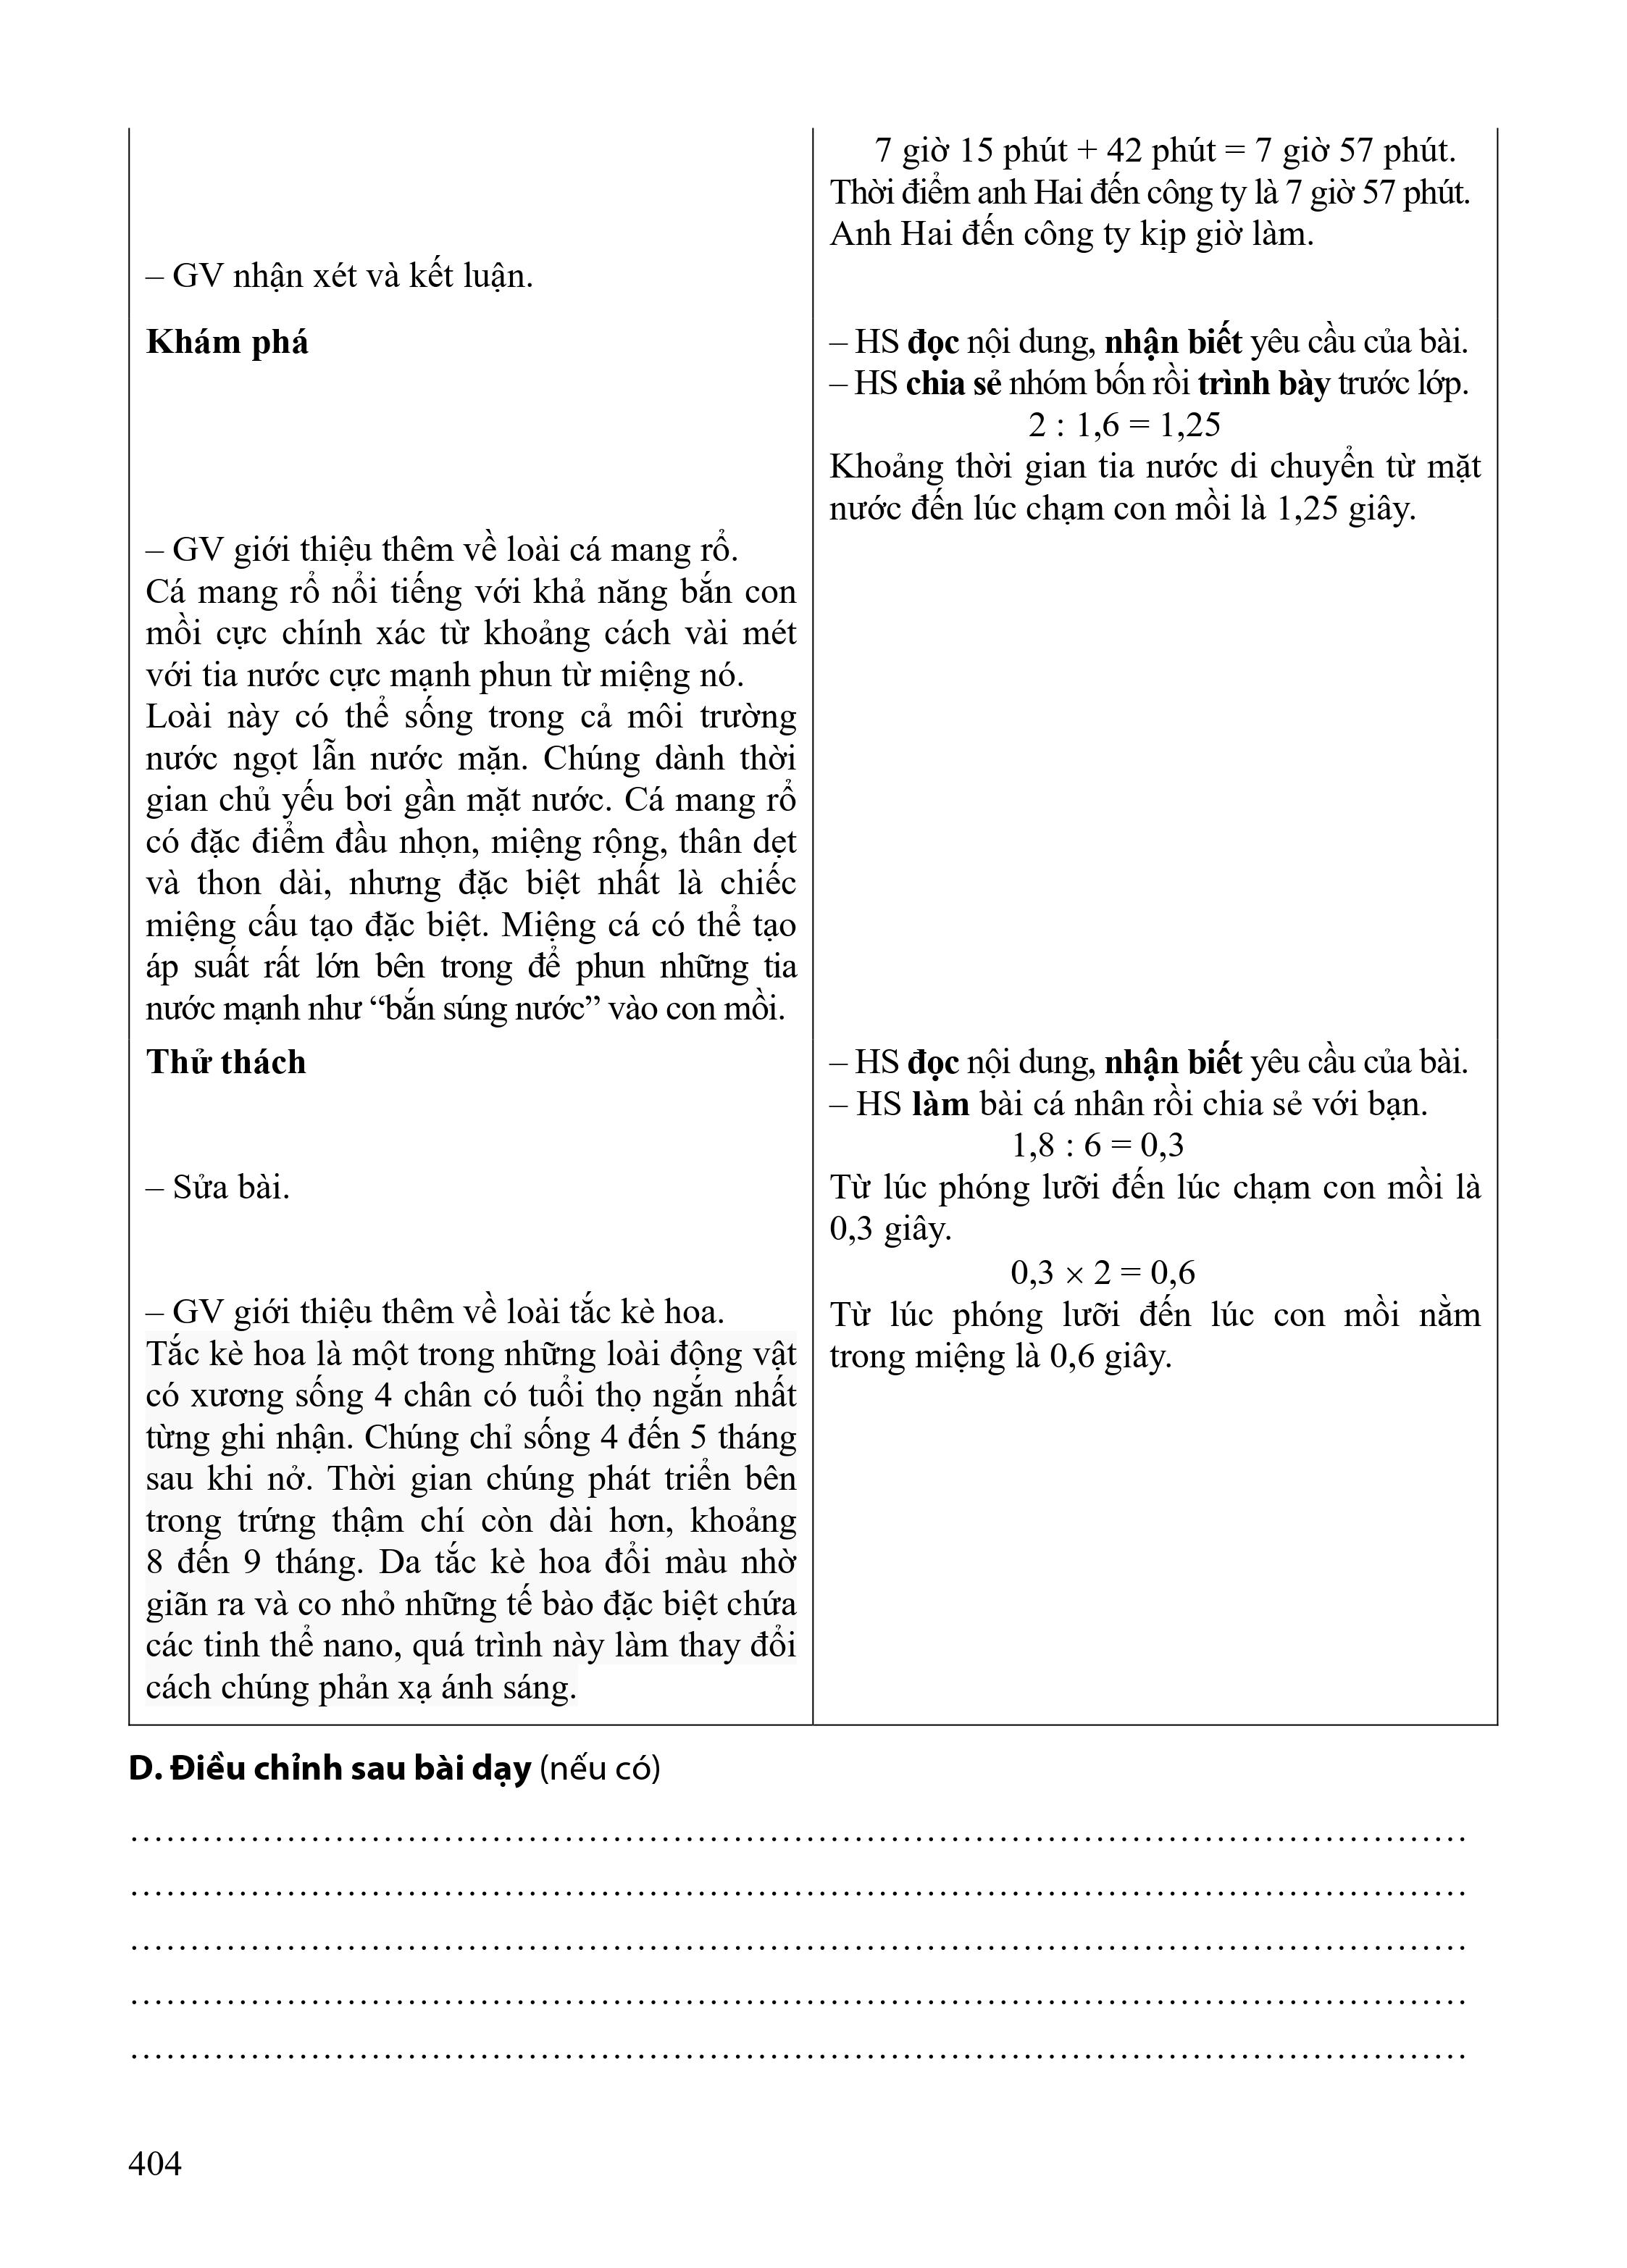 7 giờ 15 phút + 42 phút = 7 giờ 57 phút.
Thời điểm anh Hai đến công ty là 7 giờ 57 phút.
Anh Hai đến công ty kịp giờ làm.
– GV nhận xét và kết luận.
Khám phá
– HS đọc nội dung, nhận biết yêu cầu của bài.
– HS chia sẻ nhóm bốn rồi trình bày trước lớp.
2 : 1,6 = 1,25
Khoảng thời gian tia nước di chuyển từ mặt
nước đến lúc chạm con mồi là 1,25 giây.
– GV giới thiệu thêm về loài cá mang rổ.
Cá mang rổ nổi tiếng với khả năng bắn con
mồi cực chính xác từ khoảng cách vài mét
với tia nước cực mạnh phun từ miệng nó.
Loài này có thể sống trong cả môi trường
nước ngọt lẫn nước mặn. Chúng dành thời
gian chủ yếu bơi gần mặt nước. Cá mang rổ
có đặc điểm đầu nhọn, miệng rộng, thân dẹt
và thon dài, nhưng đặc biệt nhất là chiếc
miệng cấu tạo đặc biệt. Miệng cá có thể tạo
áp suất rất lớn bên trong để phun những tia
nước mạnh như “bắn súng nước” vào con mồi.
Thử thách
– Sửa bài.
– GV giới thiệu thêm về loài tắc kè hoa.
Tắc kè hoa là một trong những loài động vật
có xương sống 4 chân có tuổi thọ ngắn nhất
từng ghi nhận. Chúng chỉ sống 4 đến 5 tháng
sau khi nở. Thời gian chúng phát triển bên
trong trứng thậm chí còn dài hơn, khoảng
8 đến 9 tháng. Da tắc kè hoa đổi màu nhờ
giãn ra và co nhỏ những tế bào đặc biệt chứa
các tinh thể nano, quá trình này làm thay đổi
cách chúng phản xạ ánh sáng.
– HS đọc nội dung, nhận biết yêu cầu của bài.
– HS làm bài cá nhân rồi chia sẻ với bạn.
1,8 : 6 = 0,3
Từ lúc phóng lưỡi đến lúc chạm con mồi là
0,3 giây.
0,3 × 2 = 0,6
Từ lúc phóng lưỡi đến lúc con mồi nằm
trong miệng là 0,6 giây.
D. Điều chỉnh sau bài dạy (nếu có)
404